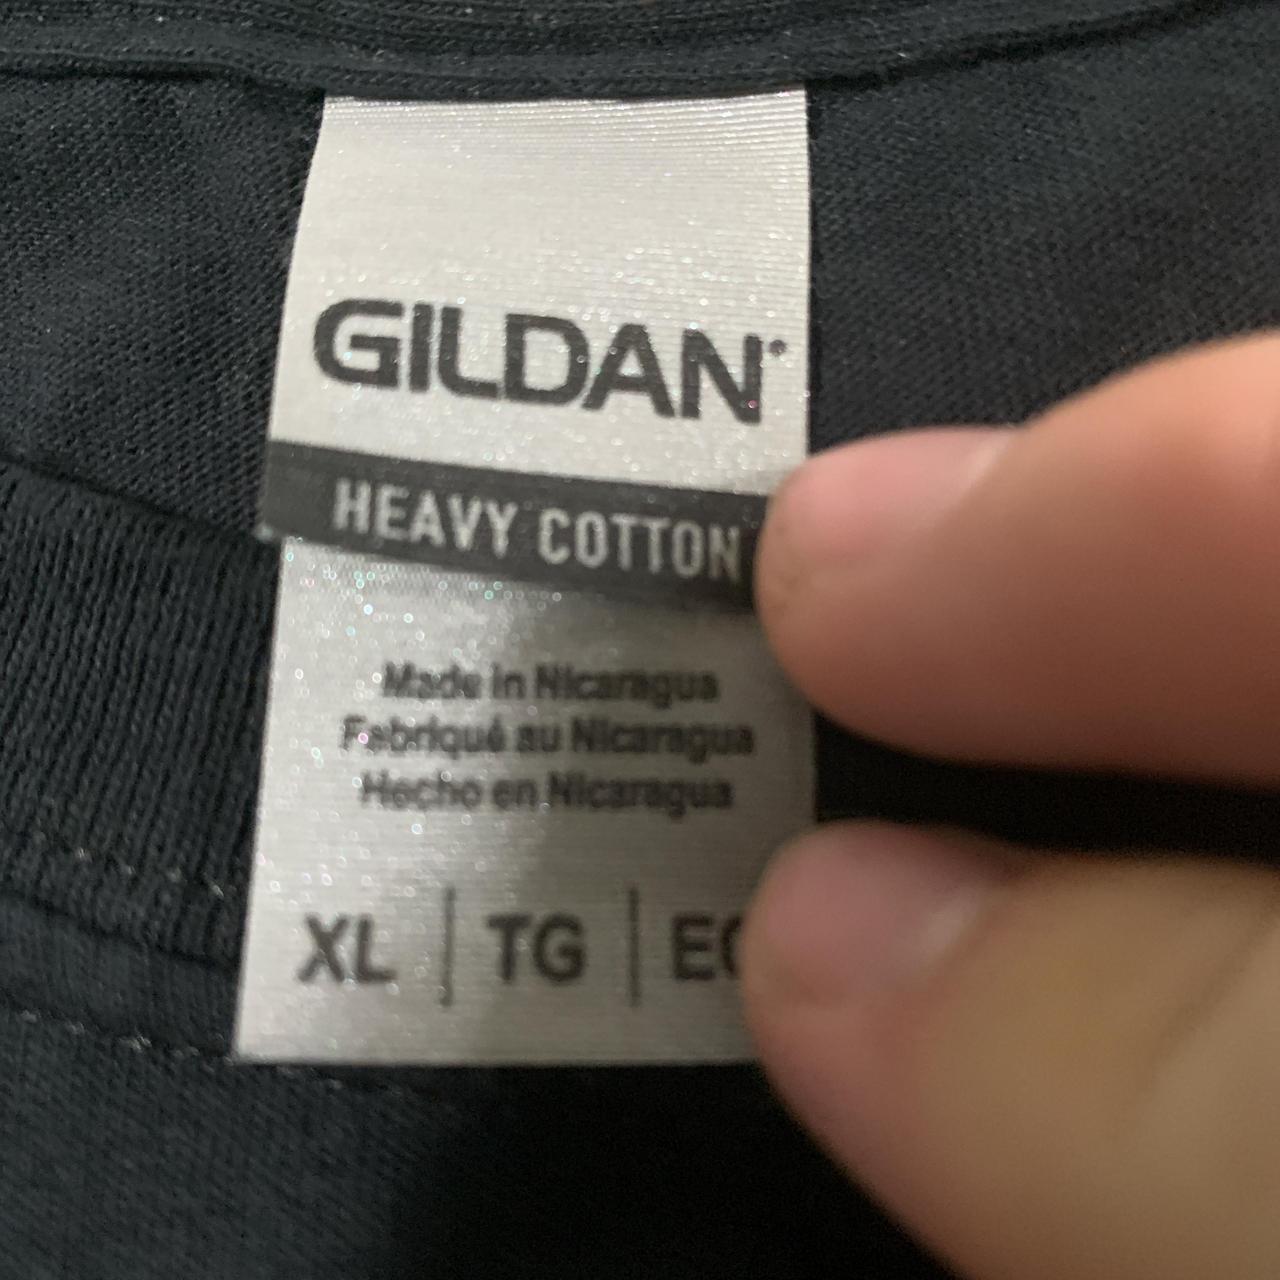 GILDAN®
HEAVY COTTON
Made in Nicaragua
Fabriqué au Nicaragua
Hecho en Nicaragua
XL | TG |